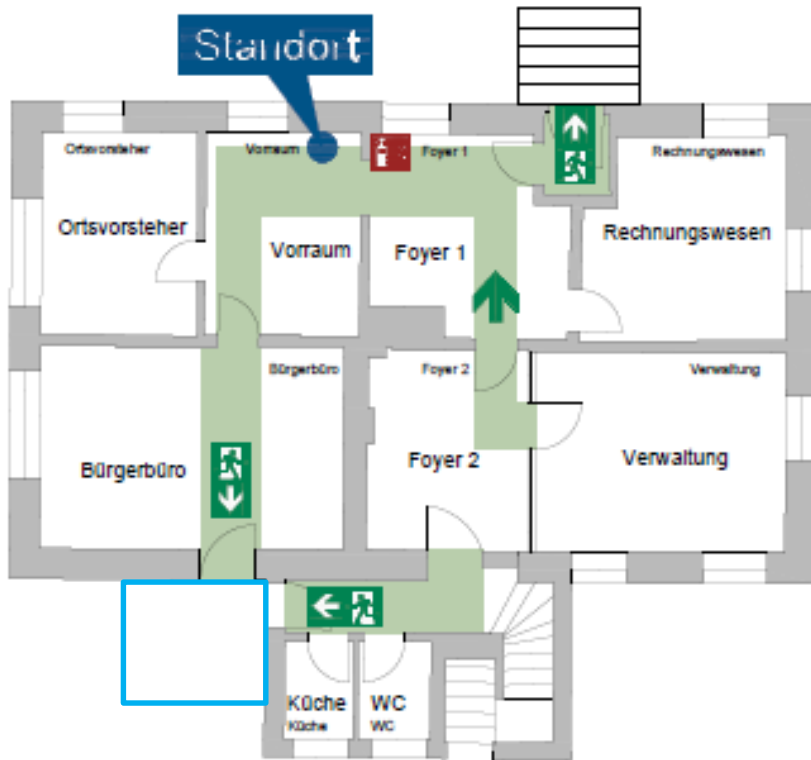 Standort
Ortsvorsteher
Vorraum
Foyer 1
Rechnungswesen
Ortsvorsteher
Vorraum
Foyer 1
Rechnungswesen
Bürgerbüro
Foyer 2
Verwaltung
Bürgerbüro
Foyer 2
Verwaltung
Küche
WC
Küche
WC